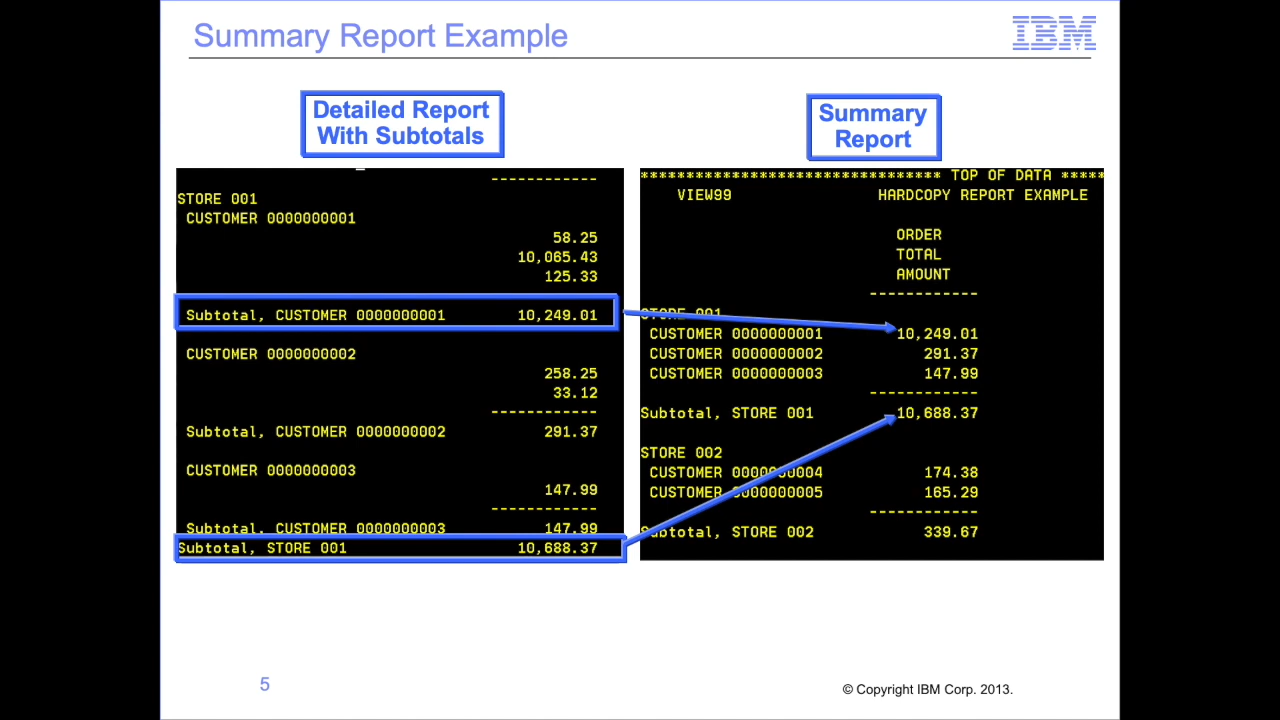 Summary Report Example
IBM
Detailed Report
With Subtotals
------------
STORE 001
CUSTOMER 0000000001
58.25
10,065.43
125.33
Subtotal, CUSTOMER 0000000001 10,249.01
CUSTOMER 0000000002
258.25
33.12
------------
Subtotal, CUSTOMER 0000000002 291.37
CUSTOMER 0000000003
147.99
------------
Subtotal, CUSTOMER 0000000003 147.99
Subtotal, STORE 001 10,688.37
Summary
Report
********************************* TOP OF DATA *****
VIEW99 HARDCOPY REPORT EXAMPLE
ORDER
TOTAL
AMOUNT
------------
STORE 001
CUSTOMER 0000000001 10,249.01
CUSTOMER 0000000002 291.37
CUSTOMER 0000000003 147.99
------------
Subtotal, STORE 001 10,688.37
STORE 002
CUSTOMER 0000000004 174.38
CUSTOMER 0000000005 165.29
------------
Subtotal, STORE 002 339.67
5
© Copyright IBM Corp. 2013.